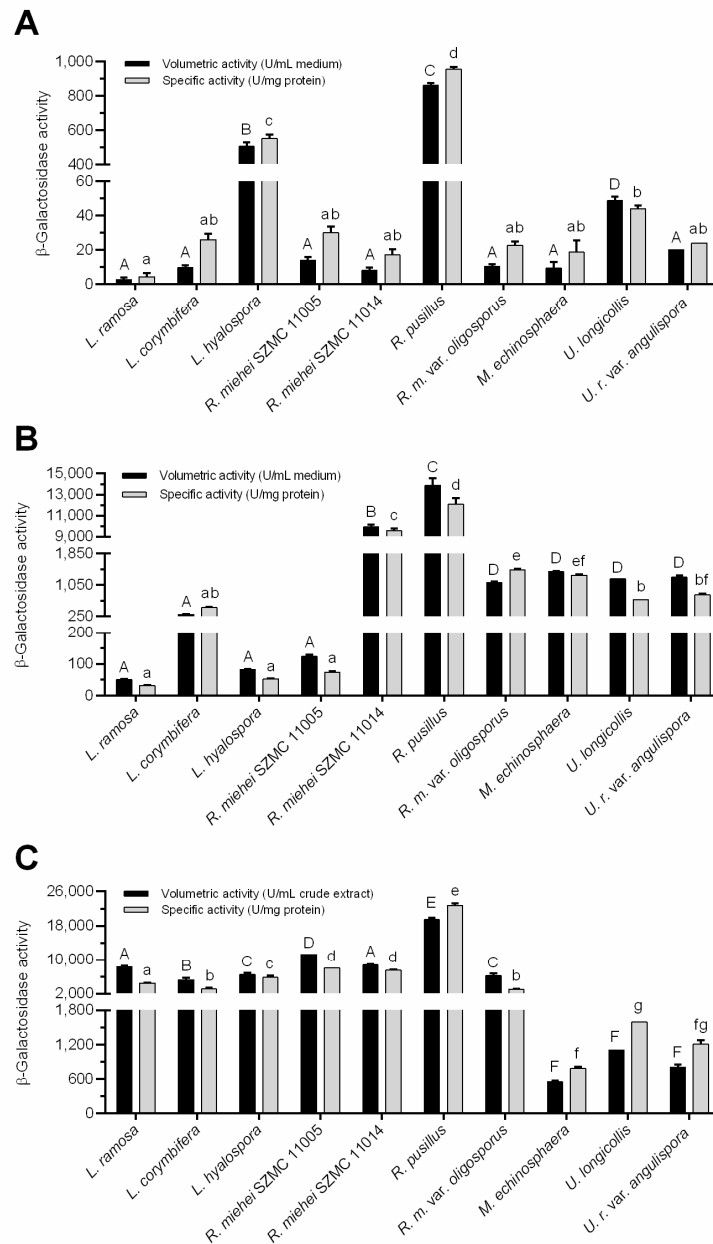 A
Volumetric activity (U/mL medium)
Specific activity (U/mg protein)
β-Galactosidase activity
1,000
800
600
400
60
40
20
0
A a
A ab
B c
A ab
A ab
C d
A ab
A ab
D b
A ab
L. ramosa
L. corymbifera
L. hyalospora
R. miehei SZMC 11005
R. miehei SZMC 11014
R. pusillus
R. m. var. oligosporus
M. echinosphaera
U. longicollis
U. r. var. angulispora
B
Volumetric activity (U/mL medium)
Specific activity (U/mg protein)
β-Galactosidase activity
15,000
13,000
11,000
9,000
1,850
1,050
250
200
100
0
A a
A ab
A a
A a
B c
C d
D e
D ef
D b
D bf
L. ramosa
L. corymbifera
L. hyalospora
R. miehei SZMC 11005
R. miehei SZMC 11014
R. pusillus
R. m. var. oligosporus
M. echinosphaera
U. longicollis
U. r. var. angulispora
C
Volumetric activity (U/mL crude extract)
Specific activity (U/mg protein)
β-Galactosidase activity
26,000
18,000
10,000
2,000
1,800
1,200
600
0
A a
B b
C c
D d
A d
E e
C b
F f
F g
F fg
L. ramosa
L. corymbifera
L. hyalospora
R. miehei SZMC 11005
R. miehei SZMC 11014
R. pusillus
R. m. var. oligosporus
M. echinosphaera
U. longicollis
U. r. var. angulispora